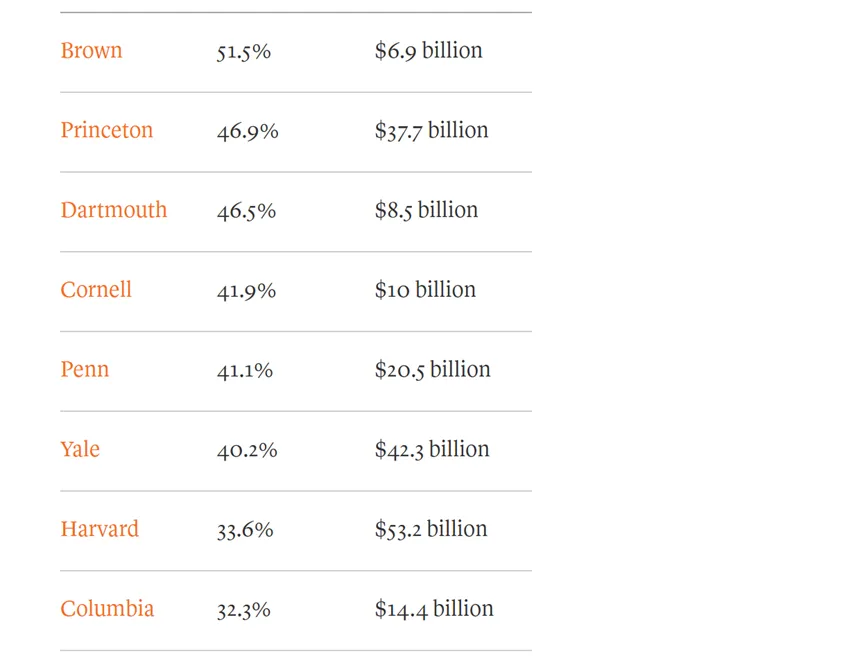 Brown 51.5% $6.9 billion
Princeton 46.9% $37.7 billion
Dartmouth 46.5% $8.5 billion
Cornell 41.9% $10 billion
Penn 41.1% $20.5 billion
Yale 40.2% $42.3 billion
Harvard 33.6% $53.2 billion
Columbia 32.3% $14.4 billion